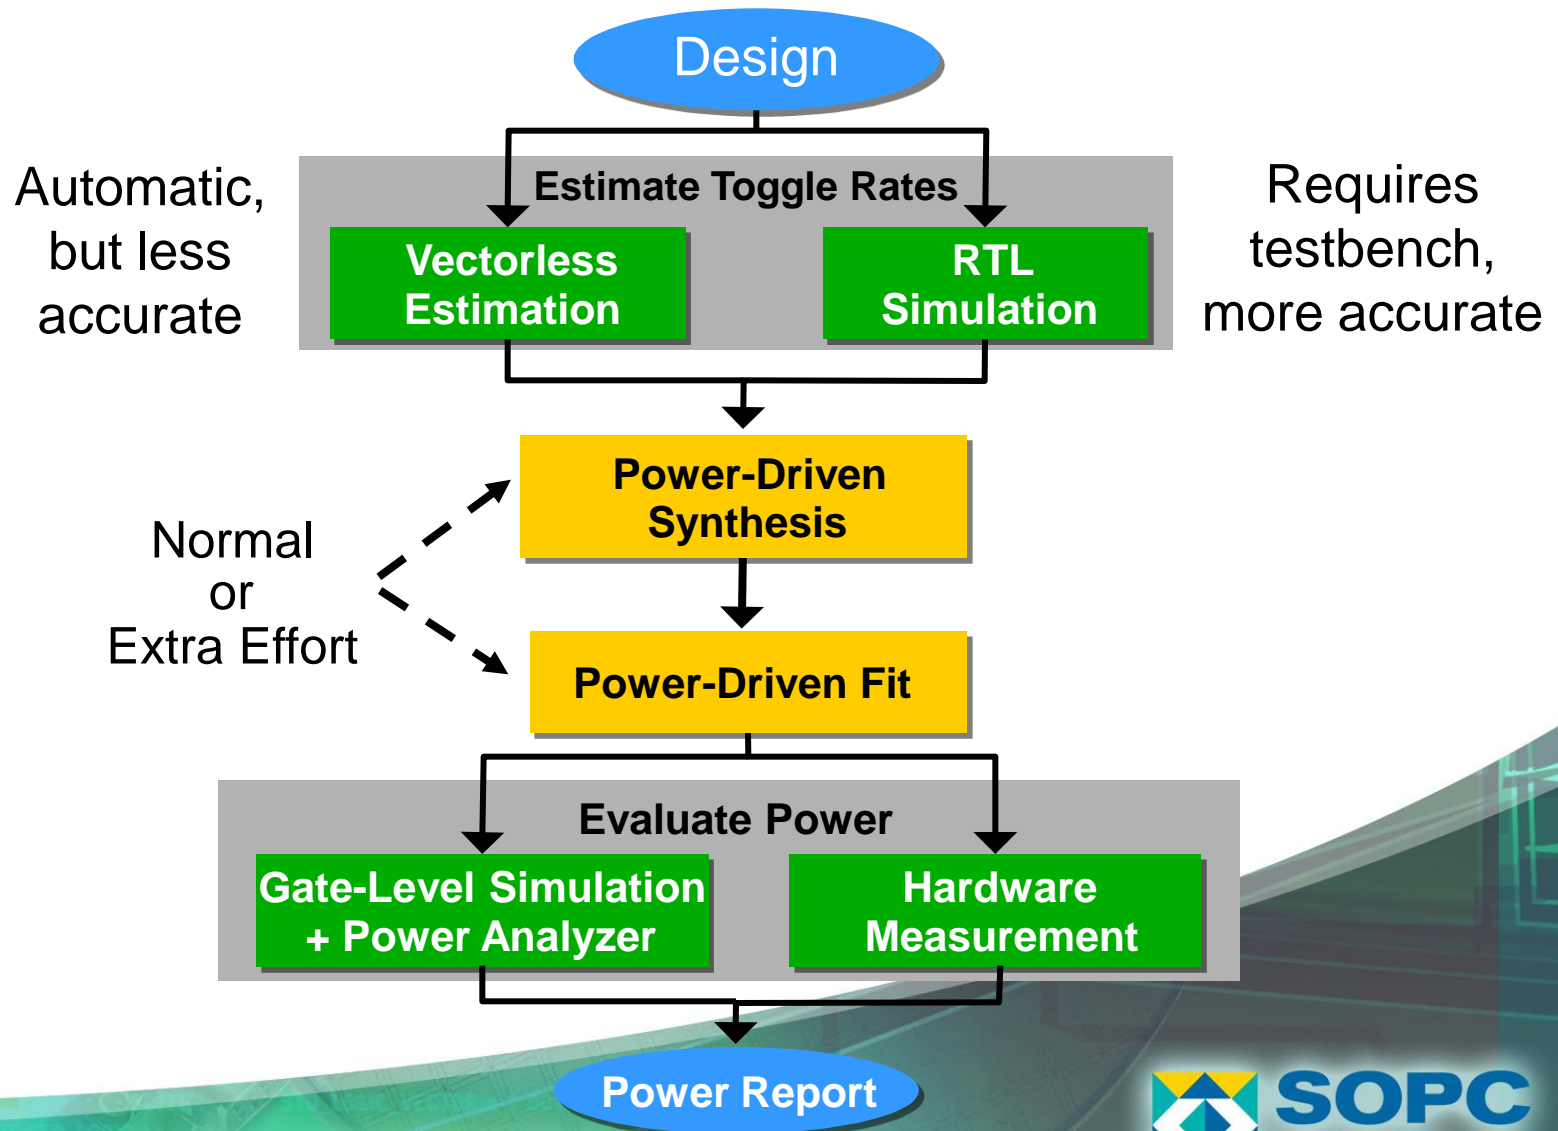 Design
Estimate Toggle Rates
Automatic,
but less
accurate
Vectorless
Estimation
RTL
Simulation
Requires
testbench,
more accurate
Power-Driven
Synthesis
Normal
or
Extra Effort
Power-Driven Fit
Evaluate Power
Gate-Level Simulation
+ Power Analyzer
Hardware
Measurement
Power Report
SOPC